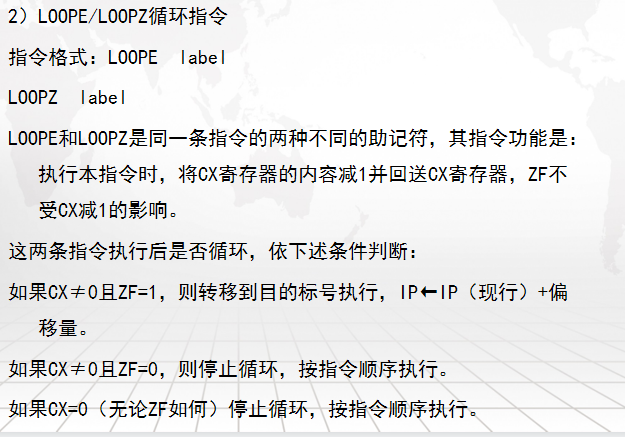 2）LOOPE/LOOPZ循环指令
指令格式：LOOPE  label
LOOPZ  label
LOOPE和LOOPZ是同一条指令的两种不同的助记符，其指令功能是：
执行本指令时，将CX寄存器的内容减1并回送CX寄存器，ZF不
受CX减1的影响。
这两条指令执行后是否循环，依下述条件判断：
如果CX≠0且ZF=1，则转移到目的标号执行，IP←IP（现行）+偏
移量。
如果CX≠0且ZF=0，则停止循环，按指令顺序执行。
如果CX=0（无论ZF如何）停止循环，按指令顺序执行。